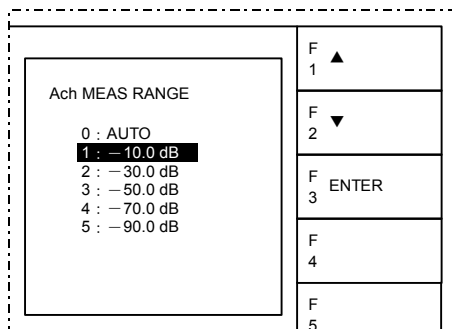 Ach MEAS RANGE
0 : AUTO
1 : －10.0 dB
2 : －30.0 dB
3 : －50.0 dB
4 : －70.0 dB
5 : －90.0 dB
F
1 ▲
F
2 ▼
F
3 ENTER
F
4
F
5